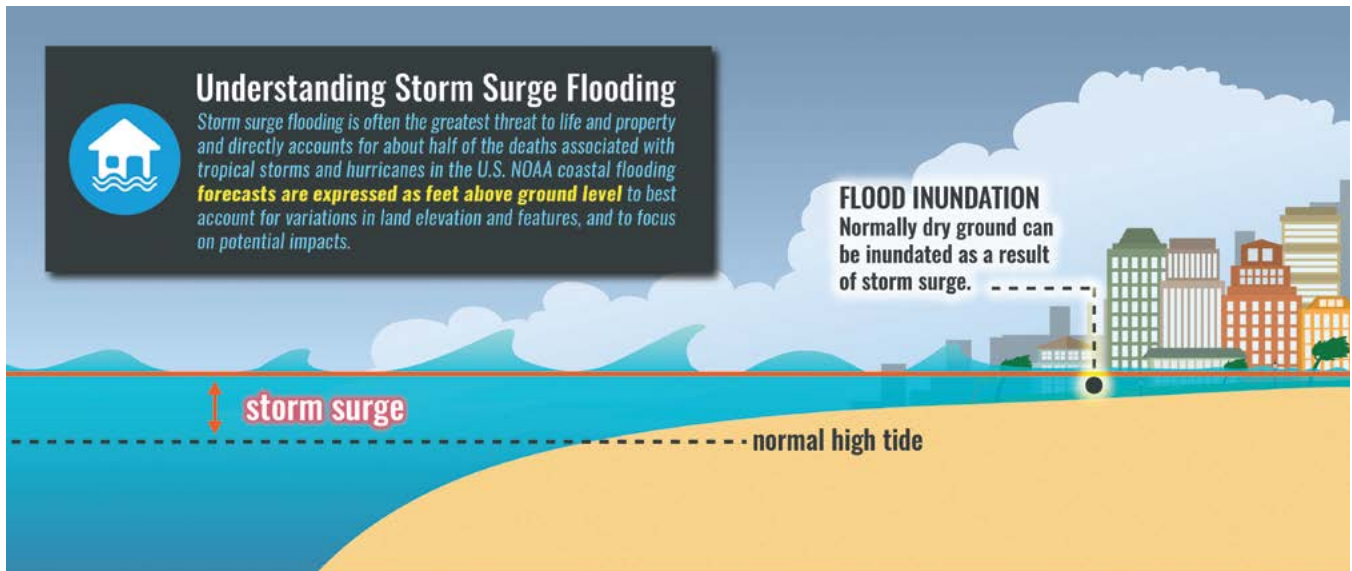 Understanding Storm Surge Flooding
Storm surge flooding is often the greatest threat to life and property
and directly accounts for about half of the deaths associated with
tropical storms and hurricanes in the U.S. NOAA coastal flooding
forecasts are expressed as feet above ground level to best
account for variations in land elevation and features, and to focus
on potential impacts.
FLOOD INUNDATION
Normally dry ground can
be inundated as a result
of storm surge.
storm surge
normal high tide